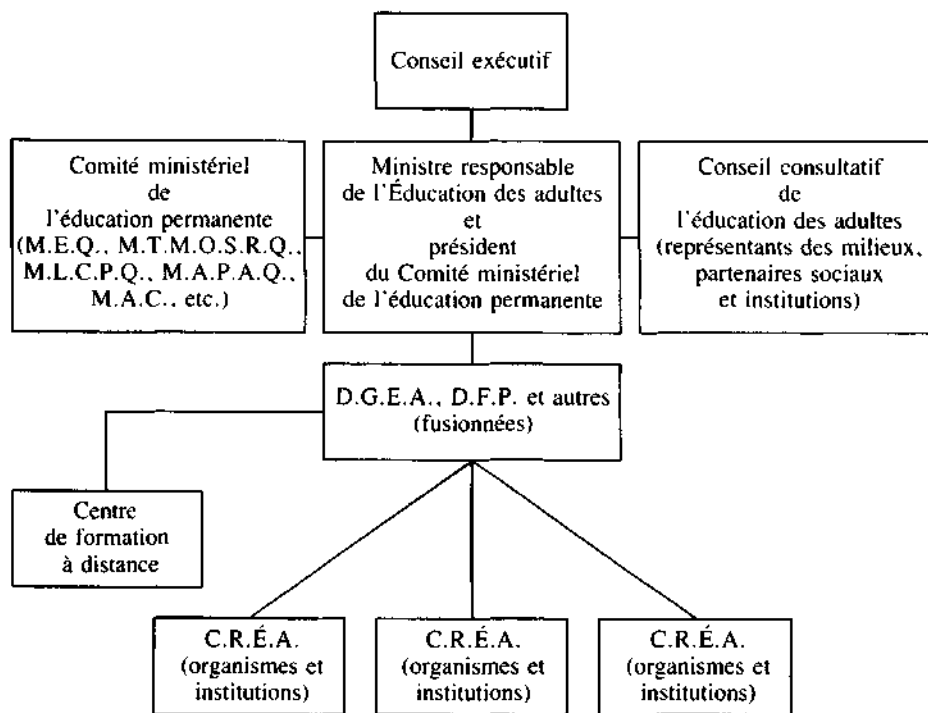 Conseil exécutif
Comité ministériel
de
l'éducation permanente
(M.E.Q., M.T.M.O.S.R.Q.,
M.L.C.P.Q., M.A.P.A.Q.,
M.A.C., etc.)
Ministre responsable
de l'Éducation des adultes
et
président
du Comité ministériel
de l'éducation permanente
Conseil consultatif
de
l'éducation des adultes
(représentants des milieux,
partenaires sociaux
et institutions)
D.G.E.A., D.F.P. et autres
(fusionnées)
Centre
de formation
à distance
C.R.É.A.
(organismes et
institutions)
C.R.É.A.
(organismes et
institutions)
C.R.É.A.
(organismes et
institutions)